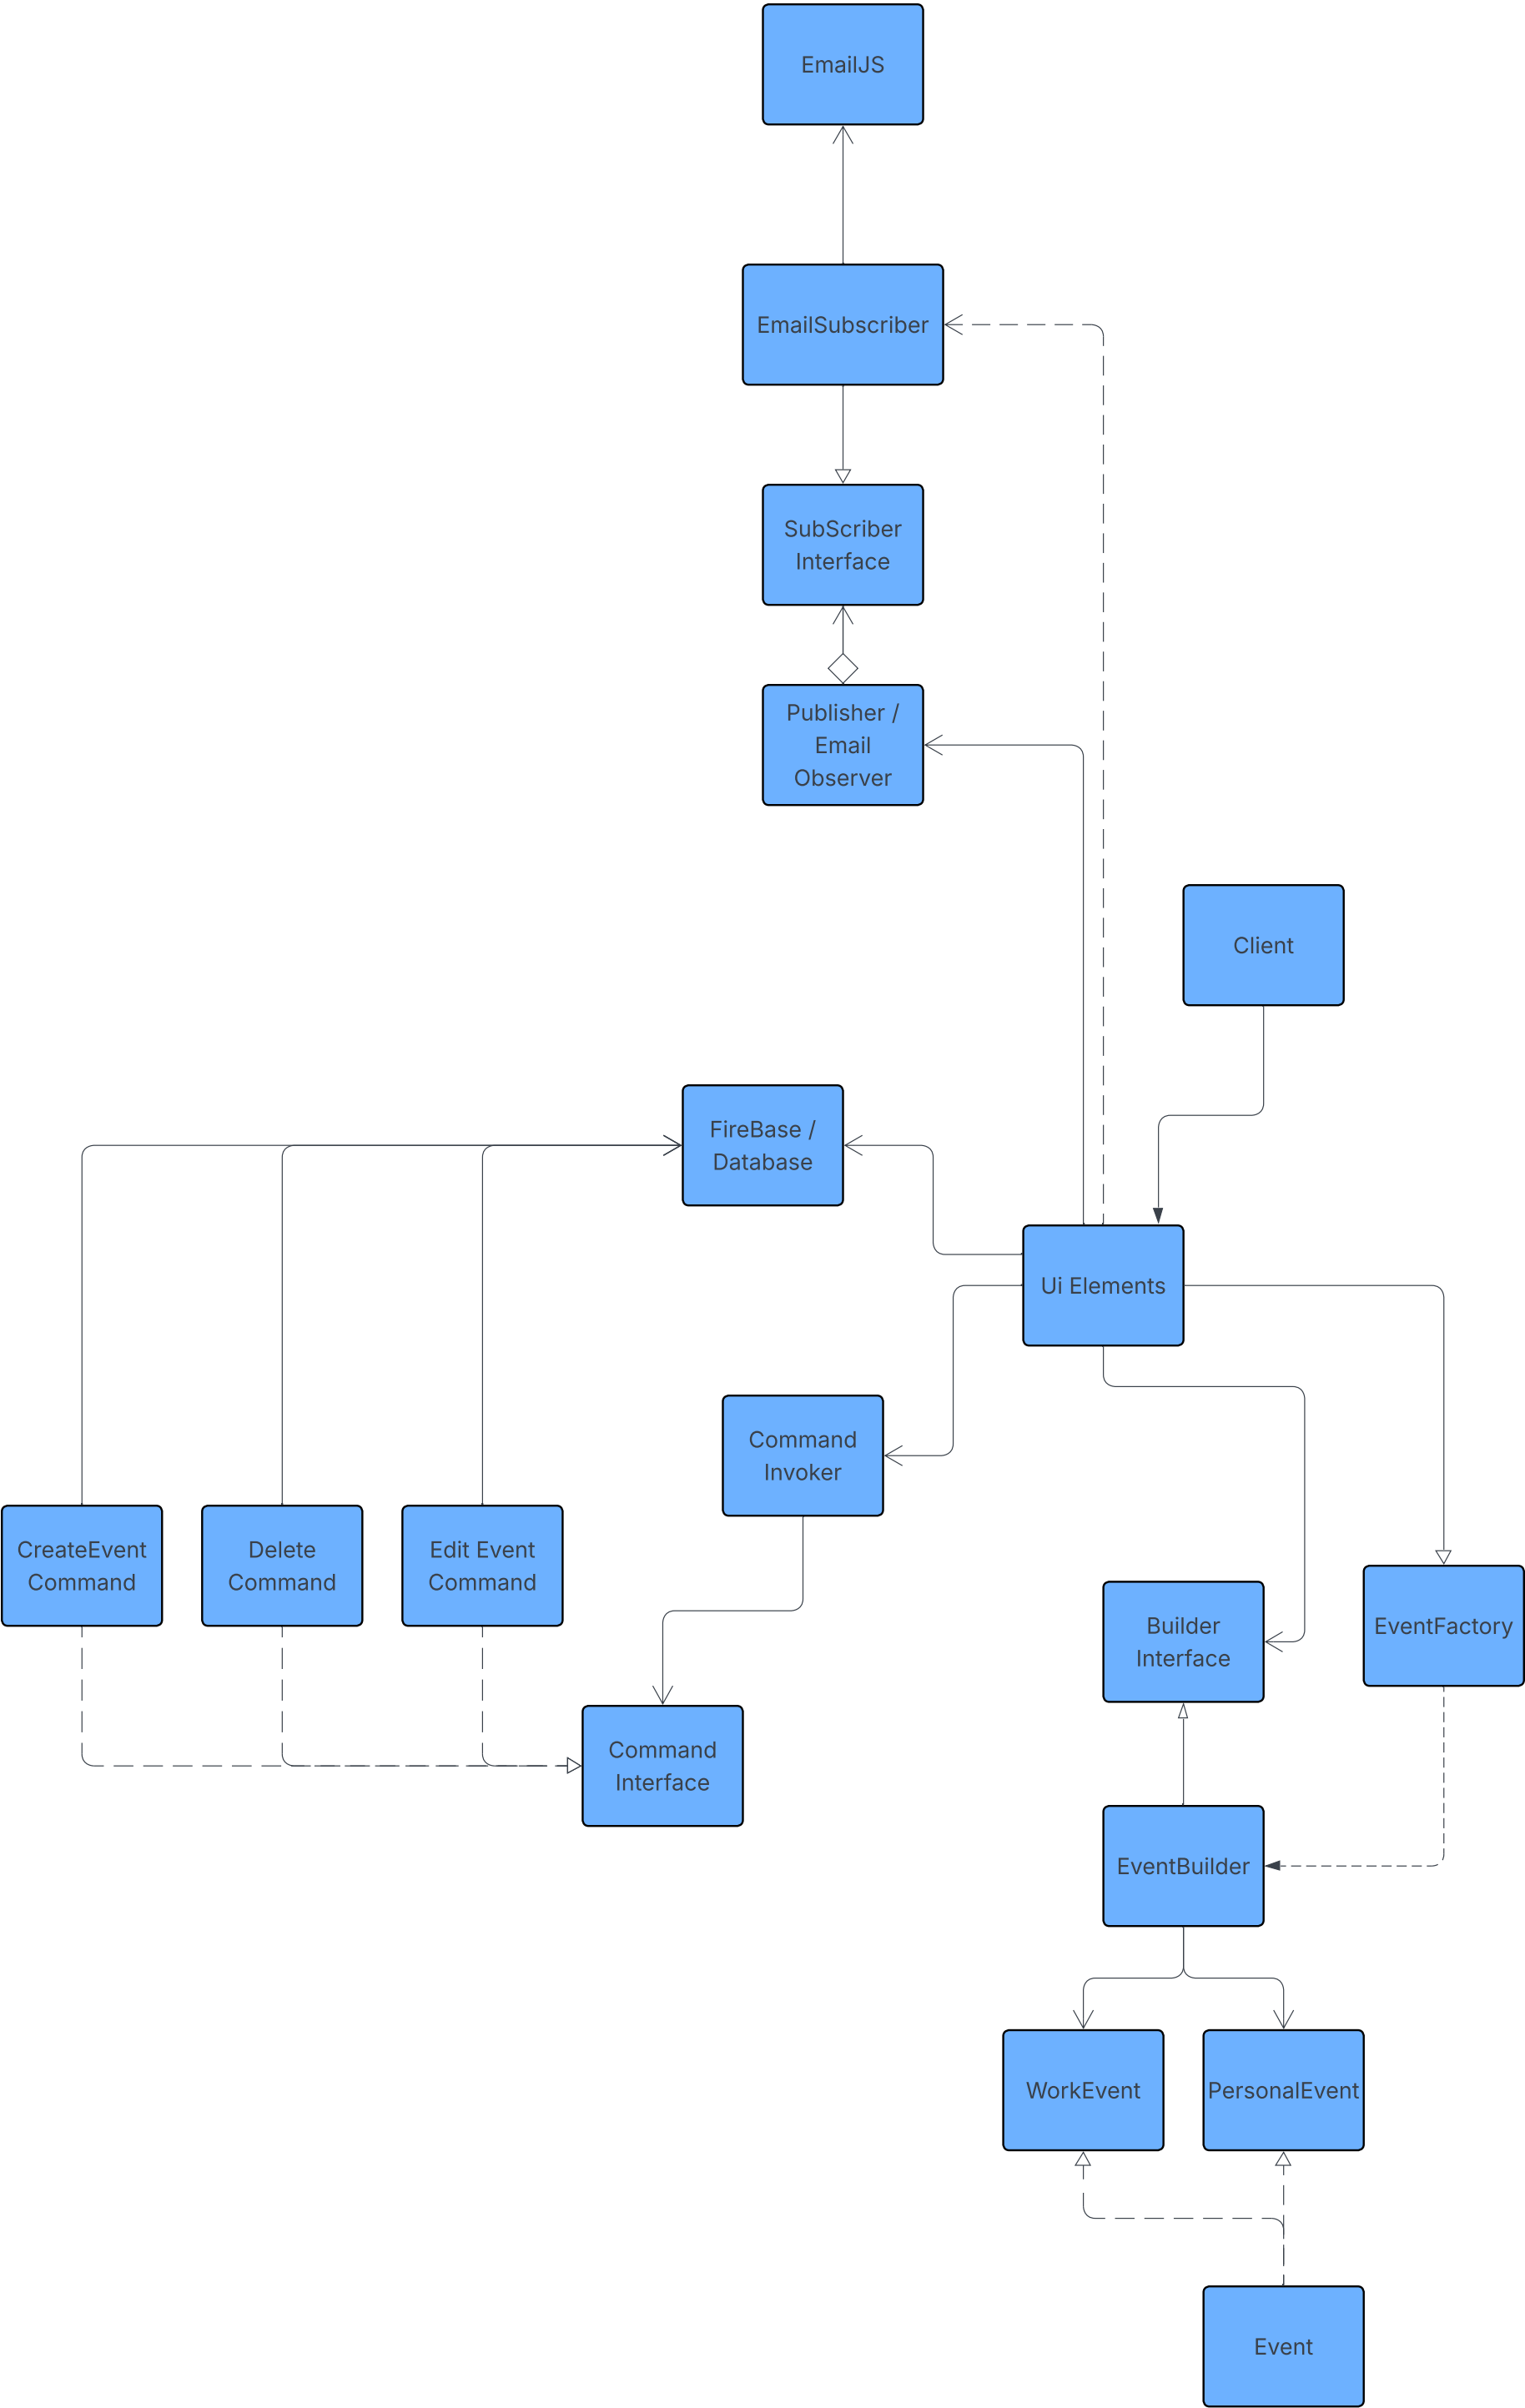 EmailJS
EmailSubscriber
SubScriber
Interface
Publisher /
Email
Observer
Client
FireBase /
Database
Ui Elements
Command
Invoker
CreateEvent
Command
Delete
Command
Edit Event
Command
Builder
Interface
EventFactory
Command
Interface
EventBuilder
WorkEvent
PersonalEvent
Event